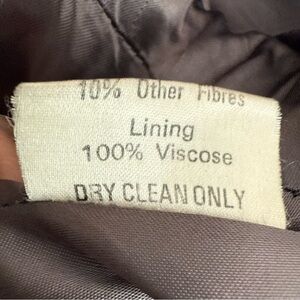 10% Other Fibres
Lining
100% Viscose
DRY CLEAN ONLY